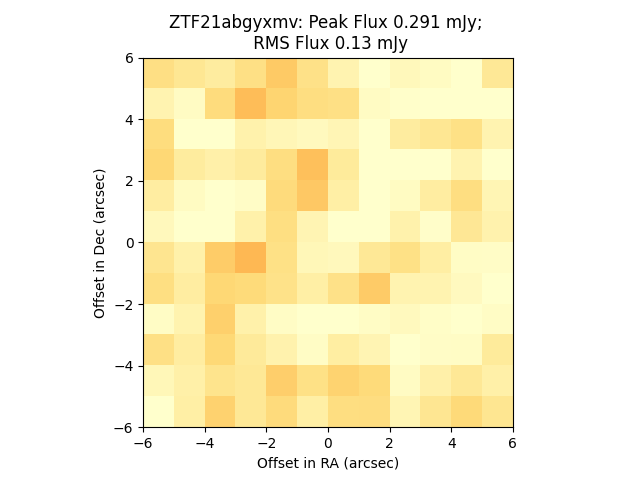 ZTF21abgyxmv: Peak Flux 0.291 mJy;
RMS Flux 0.13 mJy
6
4
2
0
−2
−4
−6
Offset in Dec (arcsec)
−6 −4 −2 0 2 4 6
Offset in RA (arcsec)